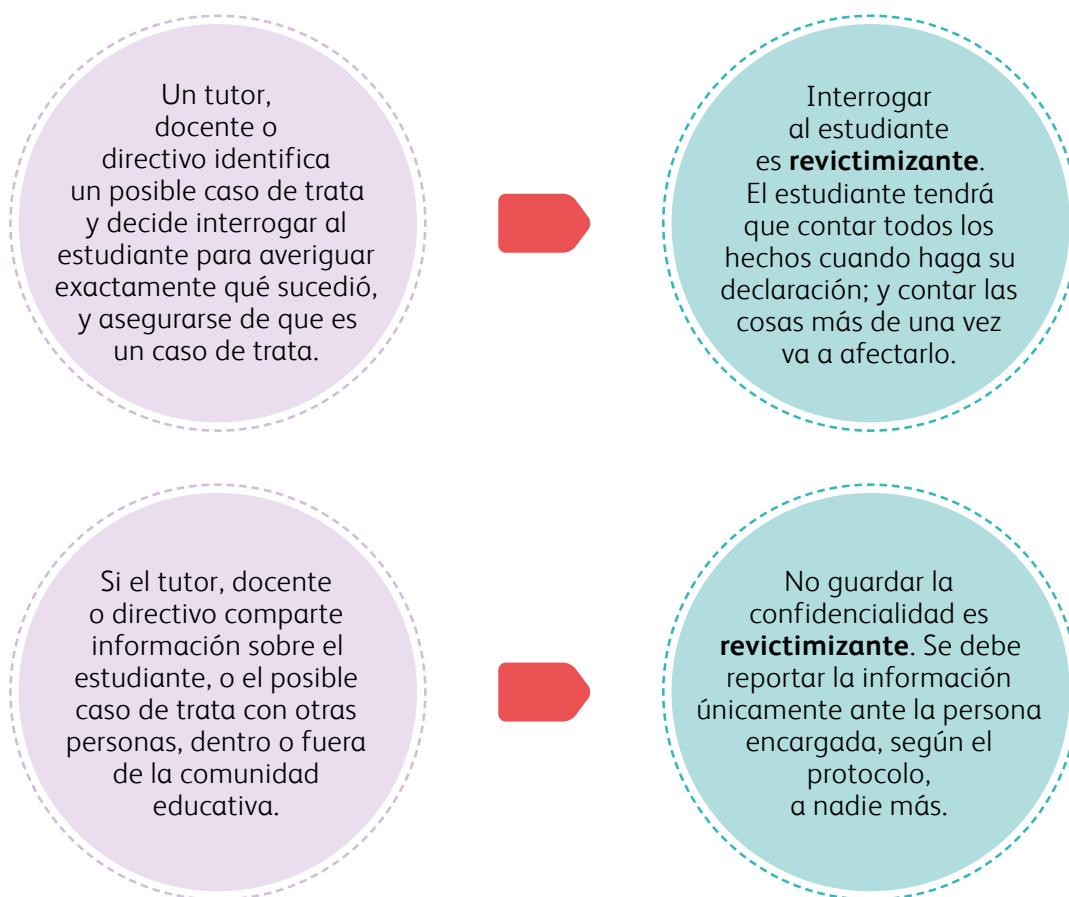 Un tutor,
docente o
directivo identifica
un posible caso de trata
y decide interrogar al
estudiante para averiguar
exactamente qué sucedió,
y asegurarse de que es
un caso de trata.
Interrogar
al estudiante
es revictimizante.
El estudiante tendrá
que contar todos los
hechos cuando haga su
declaración; y contar las
cosas más de una vez
va a afectarlo.
Si el tutor, docente
o directivo comparte
información sobre el
estudiante, o el posible
caso de trata con otras
personas, dentro o fuera
de la comunidad
educativa.
No guardar la
confidencialidad es
revictimizante. Se debe
reportar la información
únicamente ante la persona
encargada, según el
protocolo,
a nadie más.